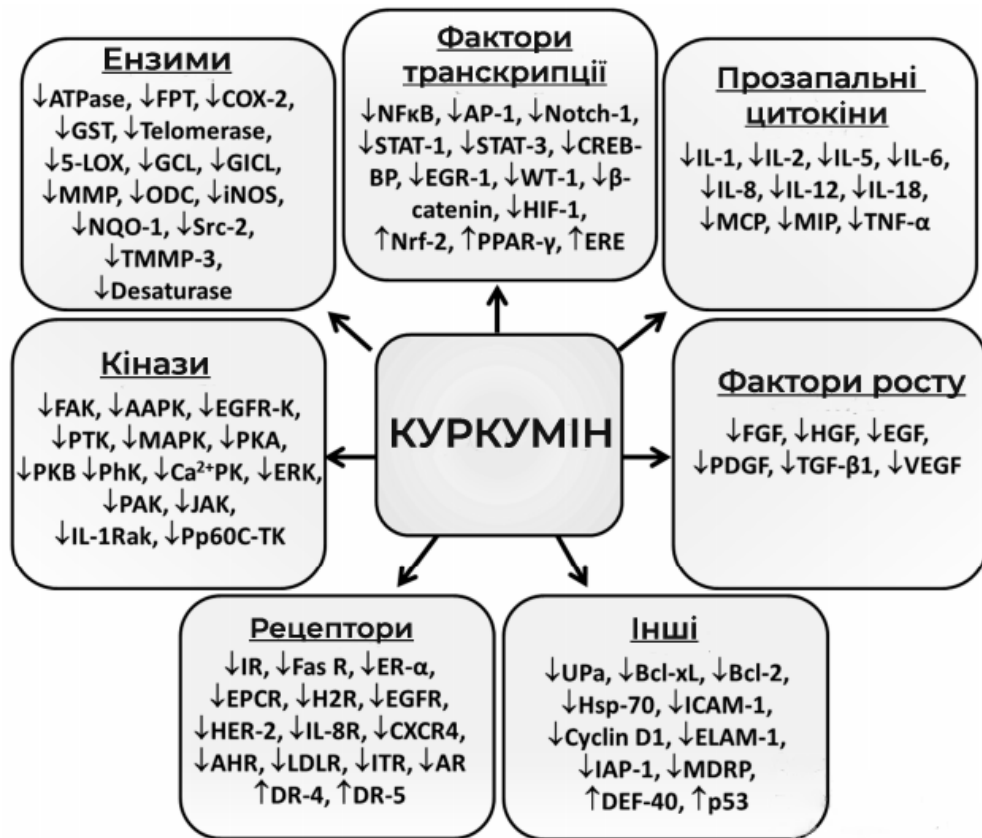 Ензими
↓ATPase, ↓FPT, ↓COX-2,
↓GST, ↓Telomerase,
↓5-LOX, ↓GCL, ↓GICL,
↓MMP, ↓ODC, ↓iNOS,
↓NQO-1, ↓Src-2,
↓TMMP-3,
↓Desaturase
Фактори
транскрипції
↓NFκB, ↓AP-1, ↓Notch-1,
↓STAT-1, ↓STAT-3, ↓CREB-
BP, ↓EGR-1, ↓WT-1, ↓β-
catenin, ↓HIF-1,
↑Nrf-2, ↑PPAR-γ, ↑ERE
Прозапальні
цитокіни
↓IL-1, ↓IL-2, ↓IL-5, ↓IL-6,
↓IL-8, ↓IL-12, ↓IL-18,
↓MCP, ↓MIP, ↓TNF-α
Кінази
↓FAK, ↓AAPK, ↓EGFR-K,
↓PTK, ↓MAPK, ↓PKA,
↓PKB ↓PhK, ↓Ca²⁺PK, ↓ERK,
↓PAK, ↓JAK,
↓IL-1Rak, ↓Pp60C-TK
КУРКУМІН
Фактори росту
↓FGF, ↓HGF, ↓EGF,
↓PDGF, ↓TGF-β1, ↓VEGF
Рецептори
↓IR, ↓Fas R, ↓ER-α,
↓EPCR, ↓H2R, ↓EGFR,
↓HER-2, ↓IL-8R, ↓CXCR4,
↓AHR, ↓LDLR, ↓ITR, ↓AR
↑DR-4, ↑DR-5
Інші
↓UPa, ↓Bcl-xL, ↓Bcl-2,
↓Hsp-70, ↓ICAM-1,
↓Cyclin D1, ↓ELAM-1,
↓IAP-1, ↓MDRP,
↑DEF-40, ↑p53